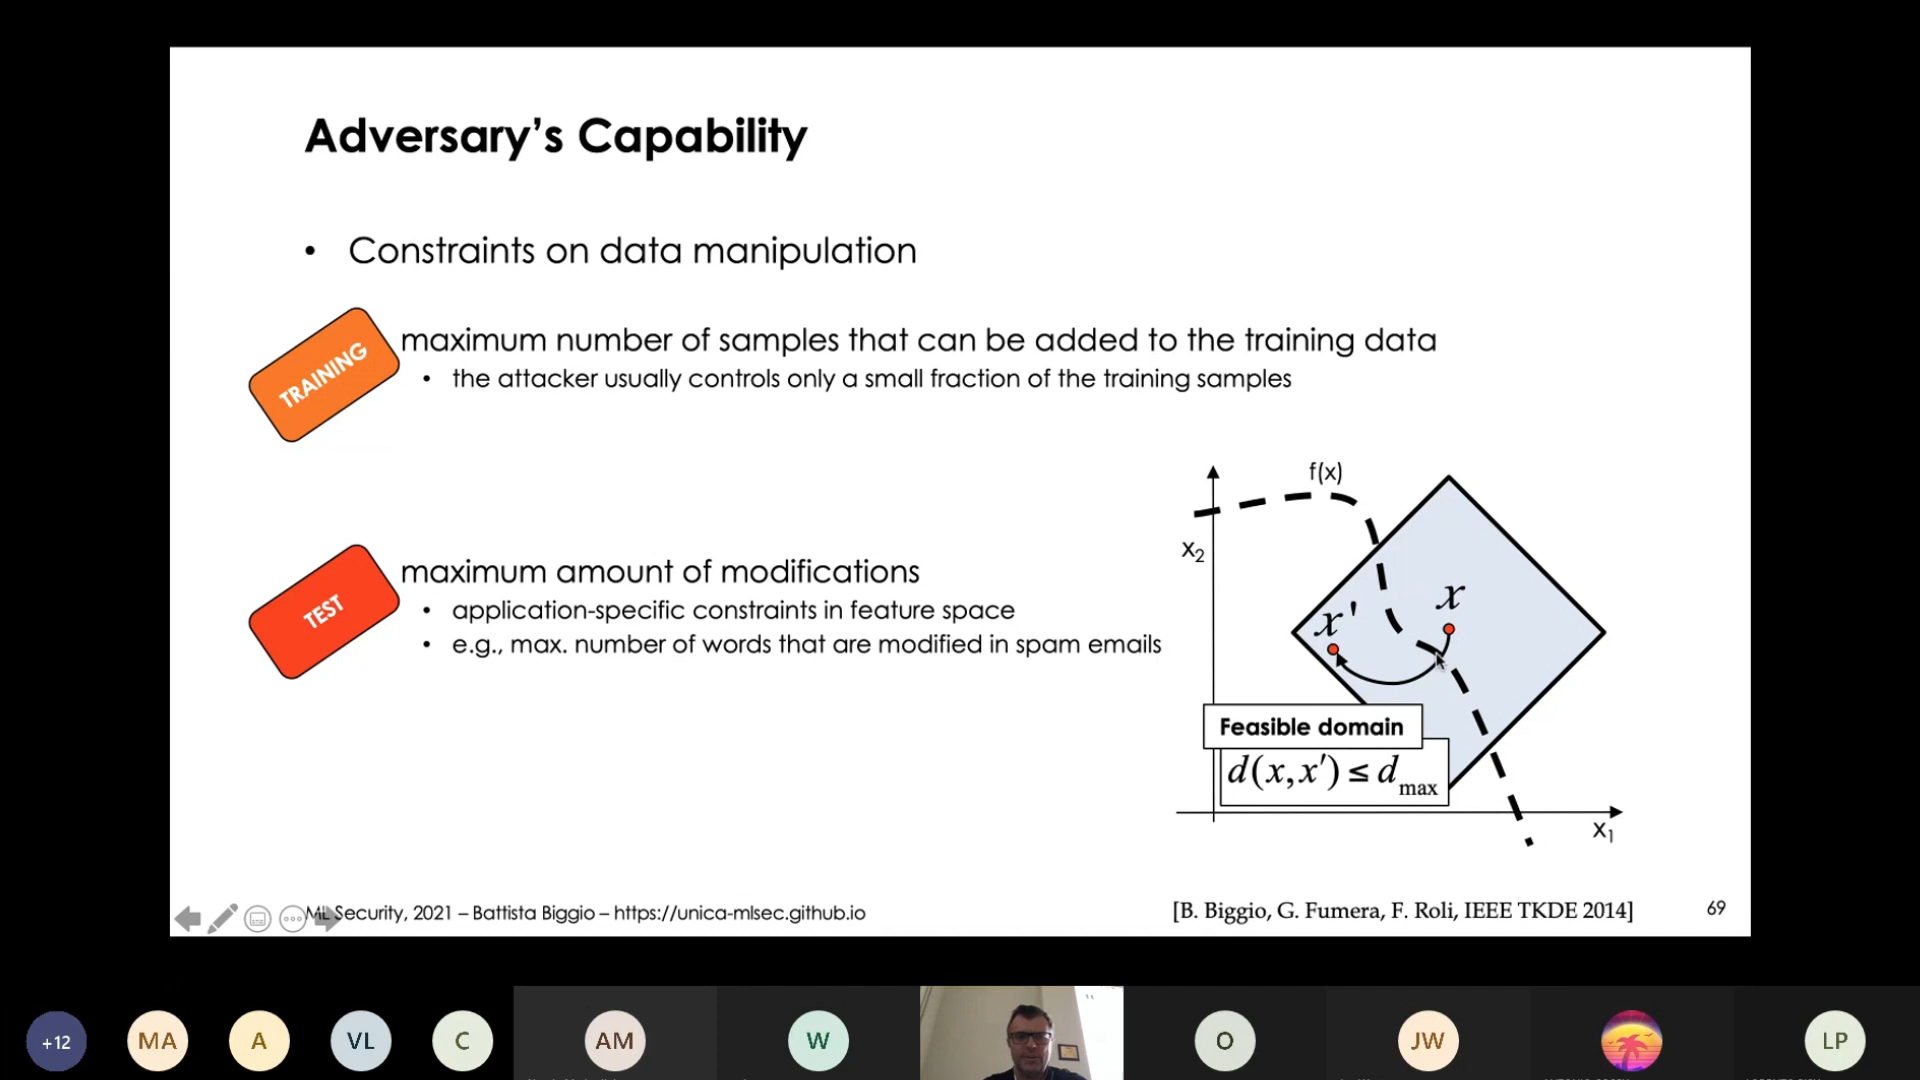 Adversary's Capability
• Constraints on data manipulation
TRAINING
maximum number of samples that can be added to the training data
• the attacker usually controls only a small fraction of the training samples
TEST
maximum amount of modifications
• application-specific constraints in feature space
• e.g., max. number of words that are modified in spam emails
f(x)
x₂
x
x'
Feasible domain
d(x,x') ≤ dmax
x₁
ML Security, 2021 – Battista Biggio – https://unica-mlsec.github.io
[B. Biggio, G. Fumera, F. Roli, IEEE TKDE 2014]
69
+12
MA
A
VL
C
AM
W
O
JW
LP